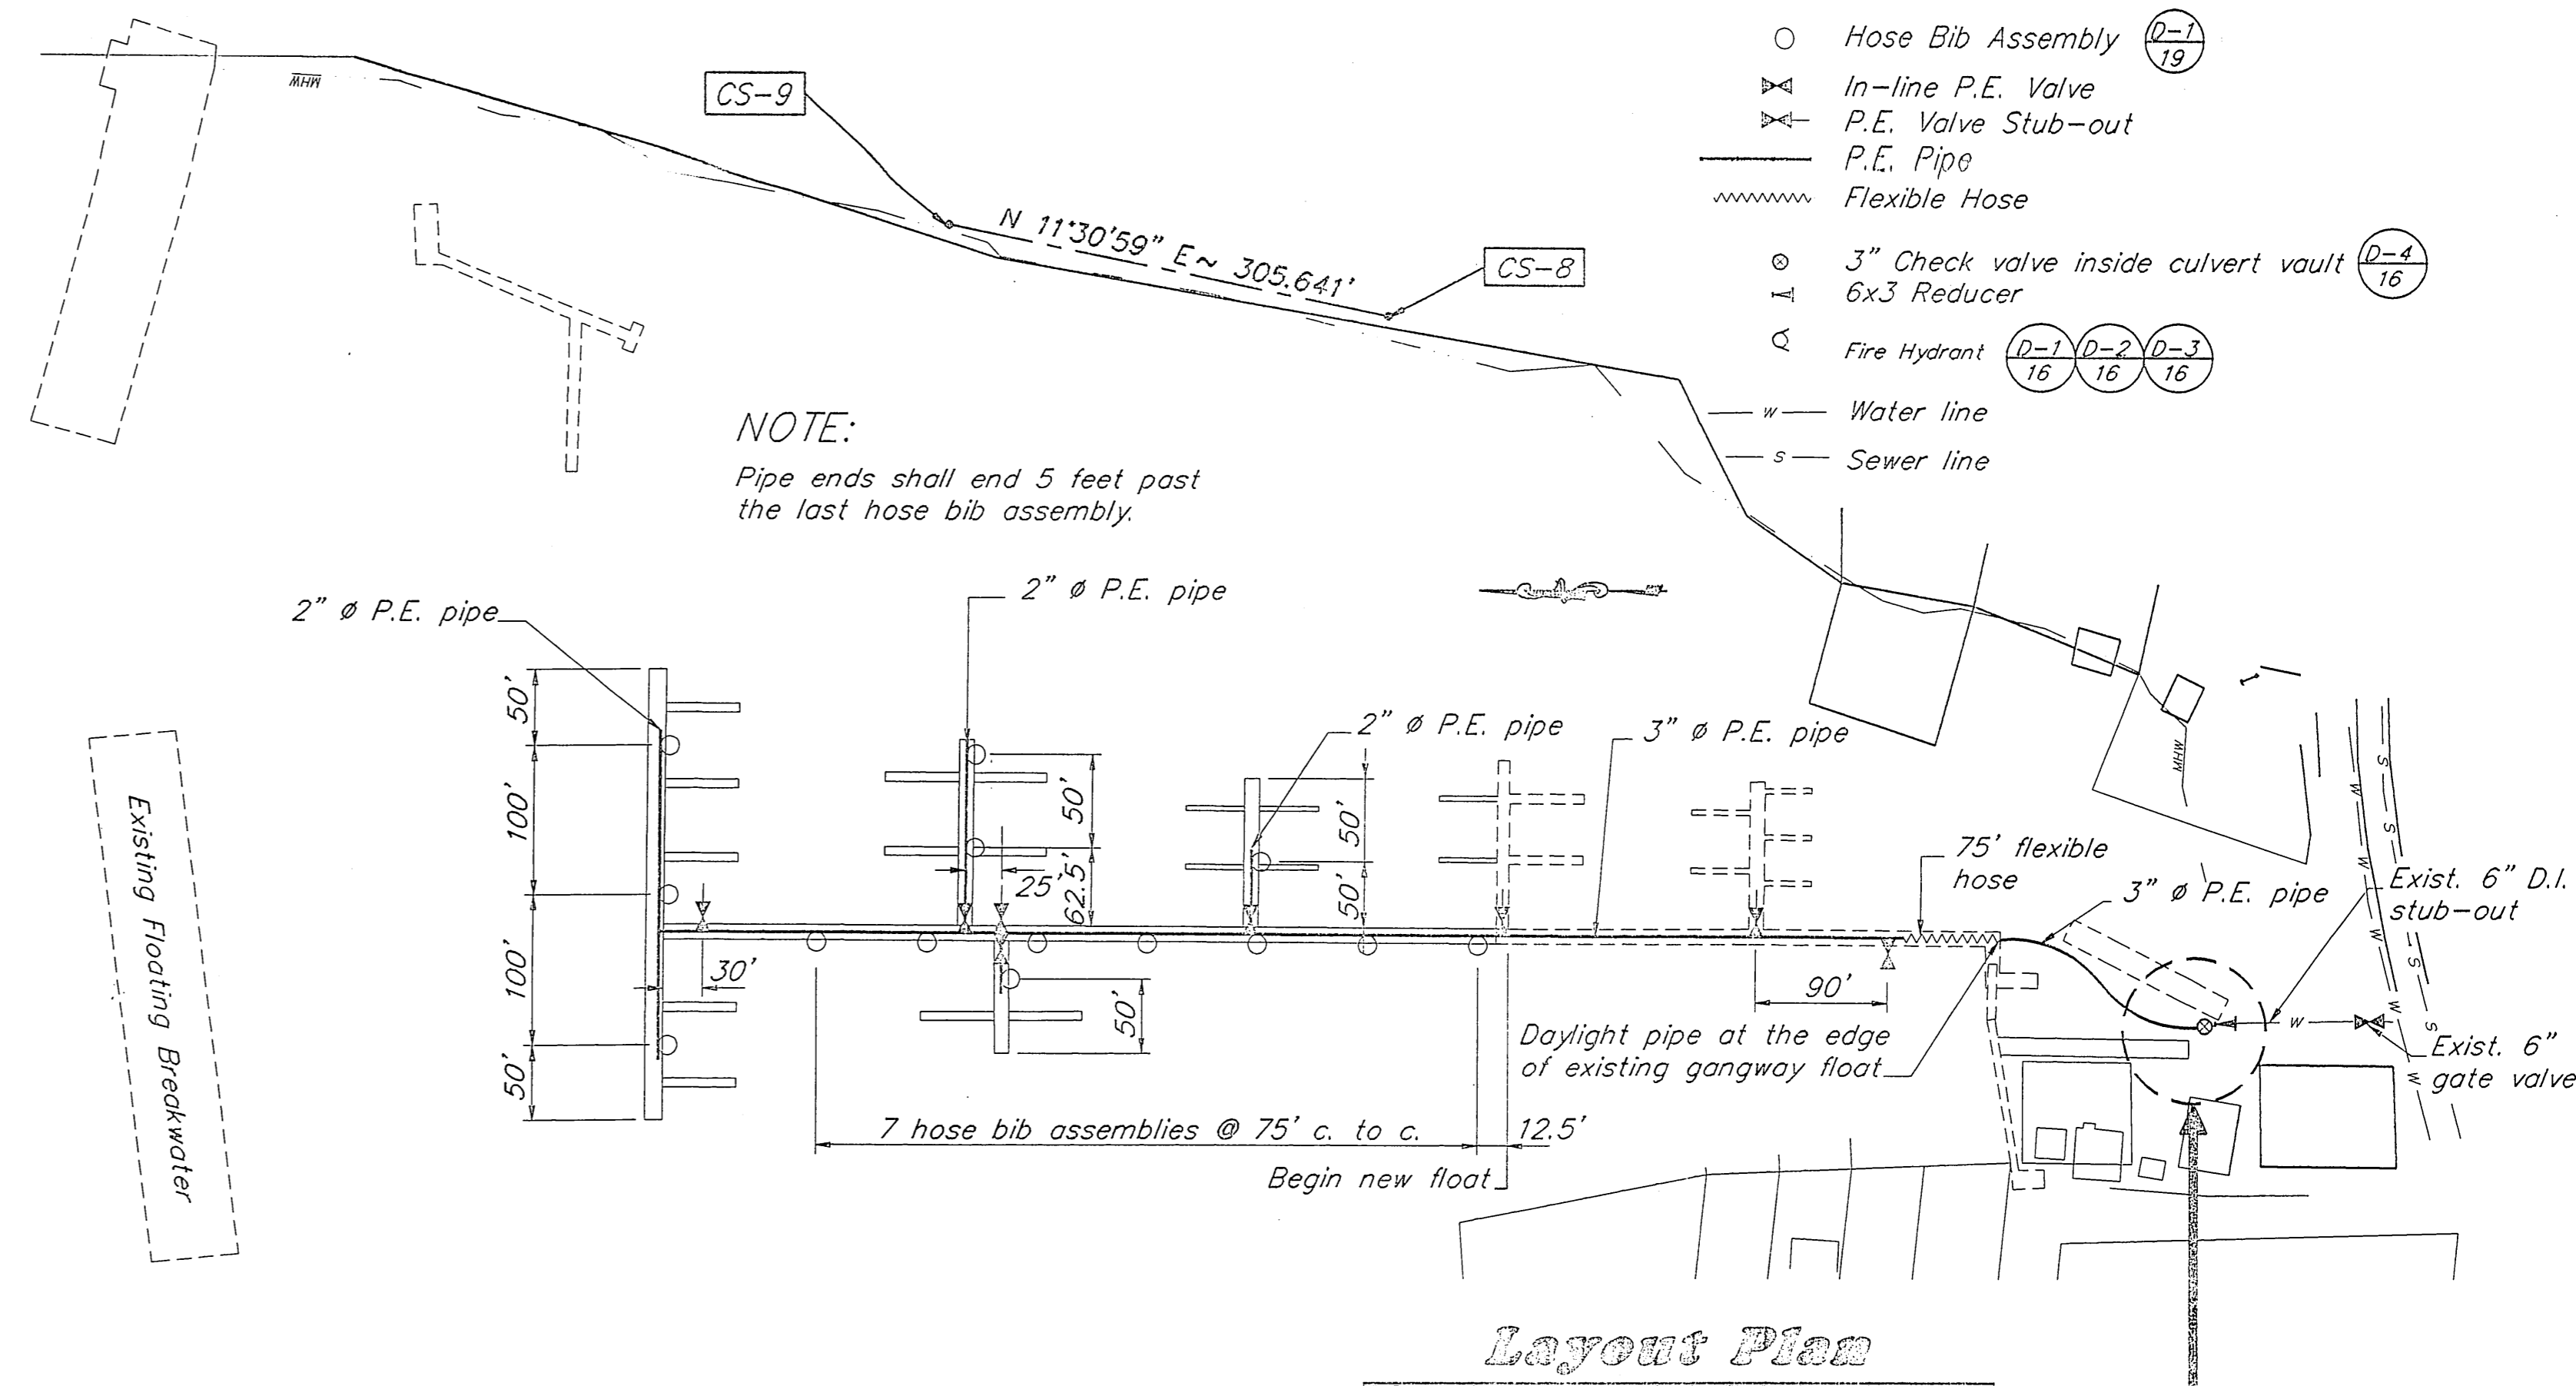 Hose Bib Assembly D-1 19
In-line P.E. Valve
P.E. Valve Stub-out
P.E. Pipe
Flexible Hose
3" Check valve inside culvert vault D-4 16
6x3 Reducer
Fire Hydrant D-1 16 D-2 16 D-3 16
W Water line
S Sewer line
MHW
CS-9
N 11°30'59" E~ 305.641'
CS-8
NOTE:
Pipe ends shall end 5 feet past
the last hose bib assembly.
2" ø P.E. pipe
2" ø P.E. pipe
2" ø P.E. pipe
3" ø P.E. pipe
50'
100'
100'
50'
30'
50'
62.5'
25'
50'
50'
50'
90'
75' flexible
hose
3" ø P.E. pipe
Exist. 6" D.I.
stub-out
Exist. 6"
gate valve
MHW
W
W
W
W
W
W
S
S
S
S
Daylight pipe at the edge
of existing gangway float
7 hose bib assemblies @ 75' c. to c.
12.5'
Begin new float
Existing Floating Breakwater
Layout Plan